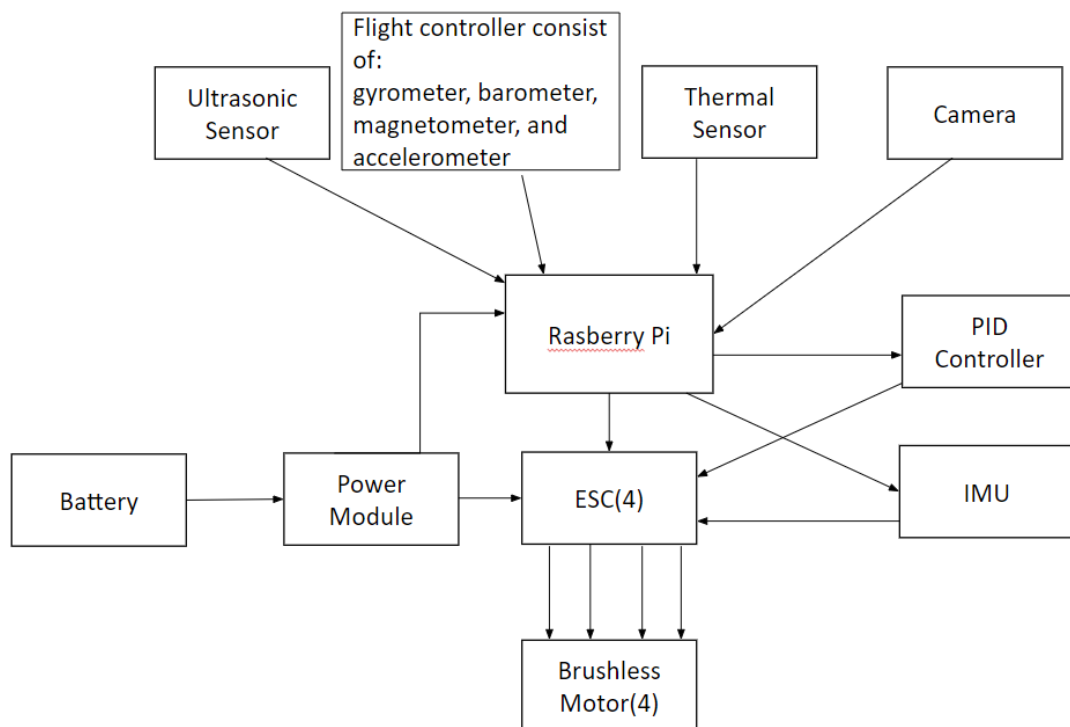 Flight controller consist
of:
gyrometer, barometer,
magnetometer, and
accelerometer
Ultrasonic
Sensor
Thermal
Sensor
Camera
Rasberry Pi
PID
Controller
Battery
Power
Module
ESC(4)
IMU
Brushless
Motor(4)